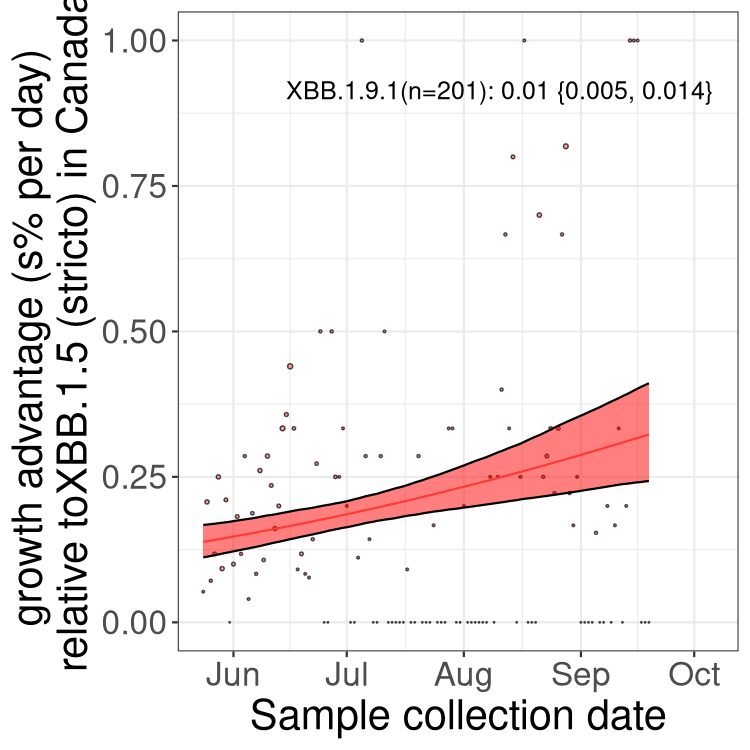 growth advantage (s% per day)
relative toXBB.1.5 (stricto) in Canada
1.00
0.75
0.50
0.25
0.00
XBB.1.9.1(n=201): 0.01 {0.005, 0.014}
Jun Jul Aug Sep Oct
Sample collection date